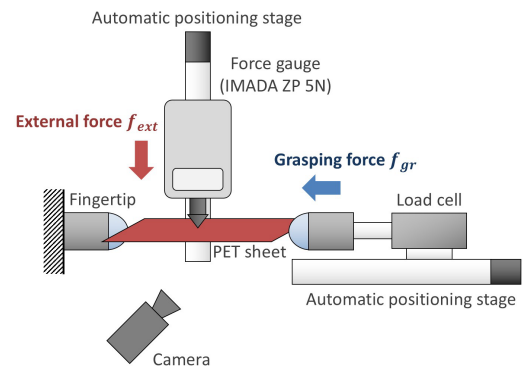 Automatic positioning stage
Force gauge
(IMADA ZP 5N)
External force f_ext
Grasping force f_gr
Fingertip
Load cell
PET sheet
Automatic positioning stage
Camera